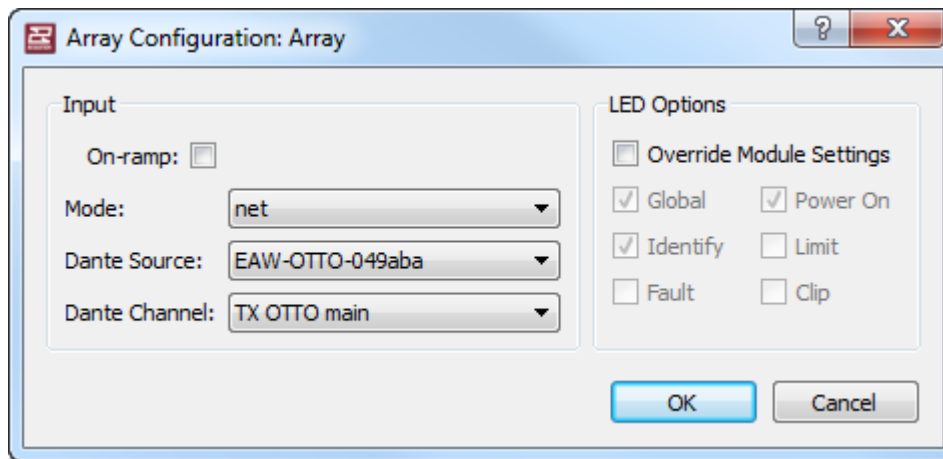 Array Configuration: Array
?
Input
On-ramp:
Mode: net
Dante Source: EAW-OTTO-049aba
Dante Channel: TX OTTO main
LED Options
Override Module Settings
Global Power On
Identify Limit
Fault Clip
OK Cancel